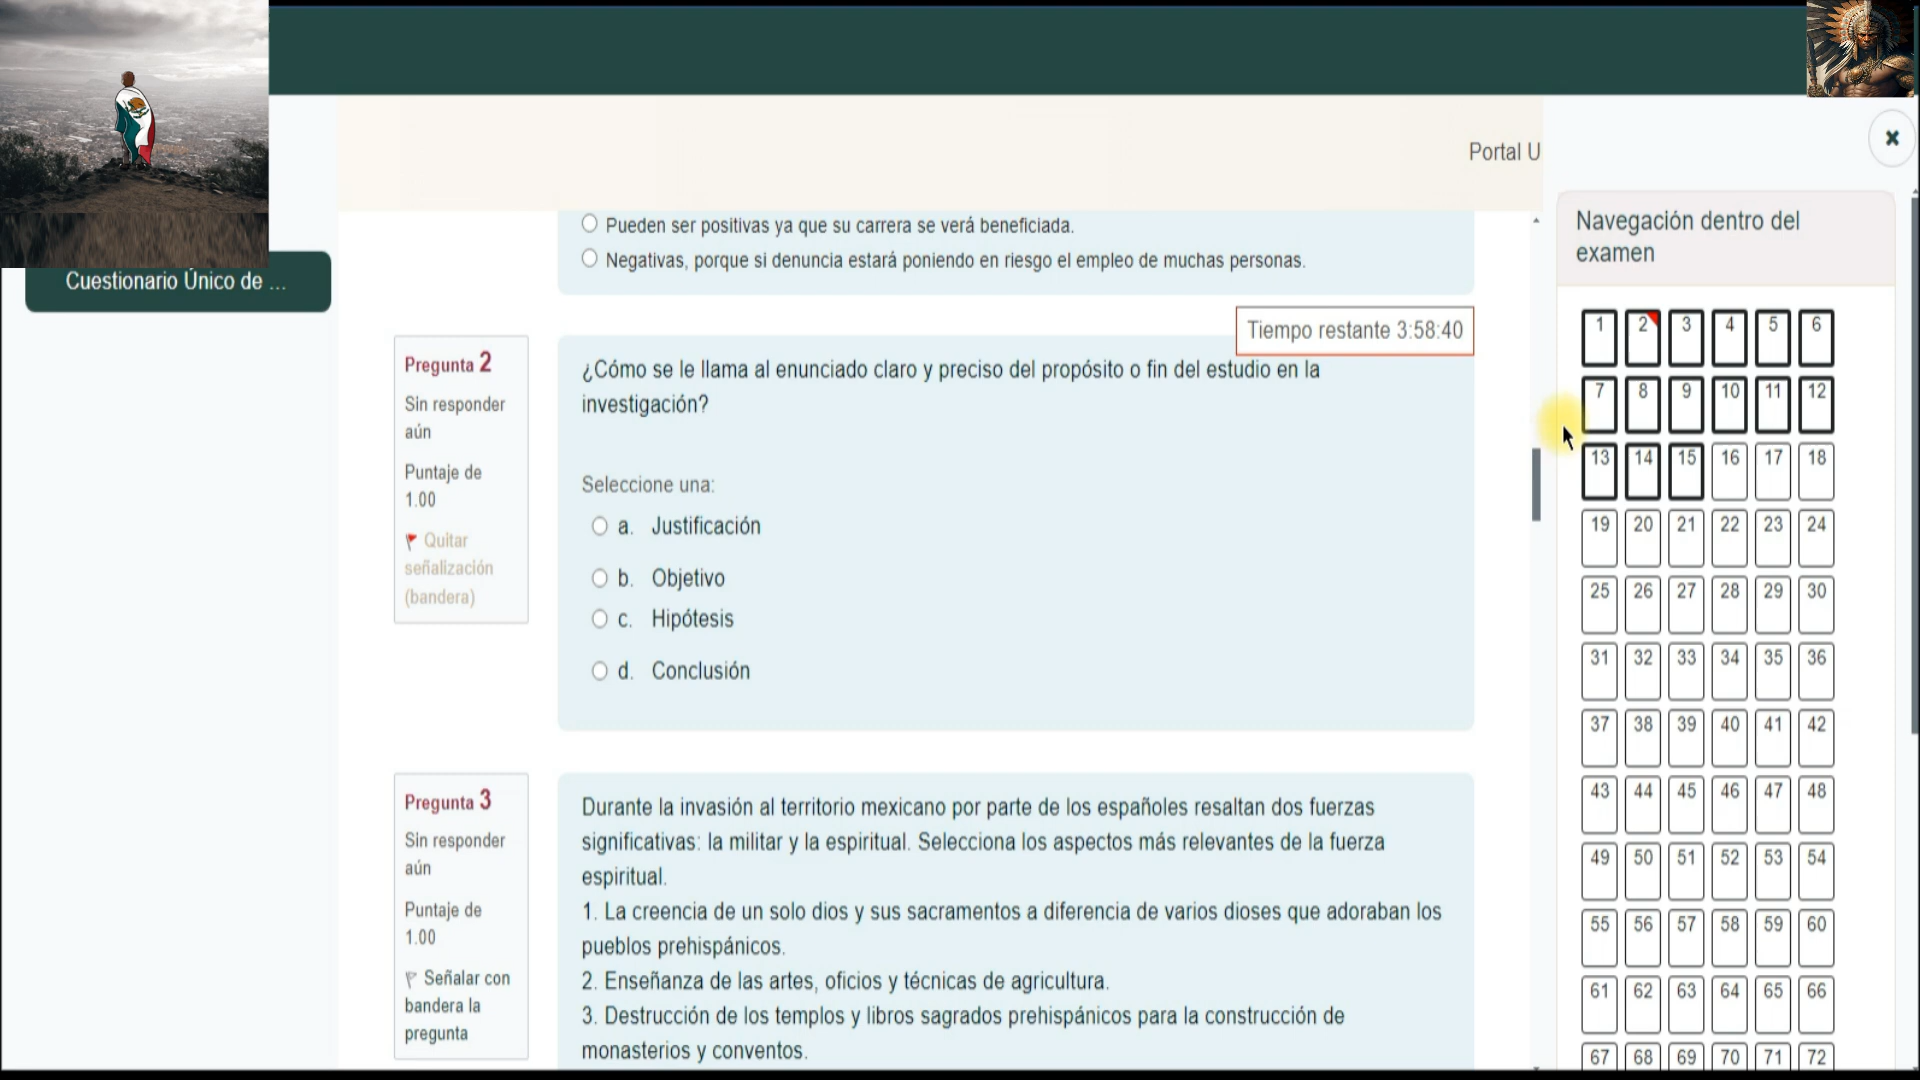 Portal U
Cuestionario Único de ...
Pueden ser positivas ya que su carrera se verá beneficiada.
Negativas, porque si denuncia estará poniendo en riesgo el empleo de muchas personas.
Tiempo restante 3:58:40
Pregunta 2
Sin responder
aún
Puntaje de
1.00
Quitar
señalización
(bandera)
¿Cómo se le llama al enunciado claro y preciso del propósito o fin del estudio en la
investigación?
Seleccione una:
a. Justificación
b. Objetivo
c. Hipótesis
d. Conclusión
Pregunta 3
Sin responder
aún
Puntaje de
1.00
Señalar con
bandera la
pregunta
Durante la invasión al territorio mexicano por parte de los españoles resaltan dos fuerzas
significativas: la militar y la espiritual. Selecciona los aspectos más relevantes de la fuerza
espiritual.
1. La creencia de un solo dios y sus sacramentos a diferencia de varios dioses que adoraban los
pueblos prehispánicos.
2. Enseñanza de las artes, oficios y técnicas de agricultura.
3. Destrucción de los templos y libros sagrados prehispánicos para la construcción de
monasterios y conventos.
Navegación dentro del
examen
1 2 3 4 5 6
7 8 9 10 11 12
13 14 15 16 17 18
19 20 21 22 23 24
25 26 27 28 29 30
31 32 33 34 35 36
37 38 39 40 41 42
43 44 45 46 47 48
49 50 51 52 53 54
55 56 57 58 59 60
61 62 63 64 65 66
67 68 69 70 71 72